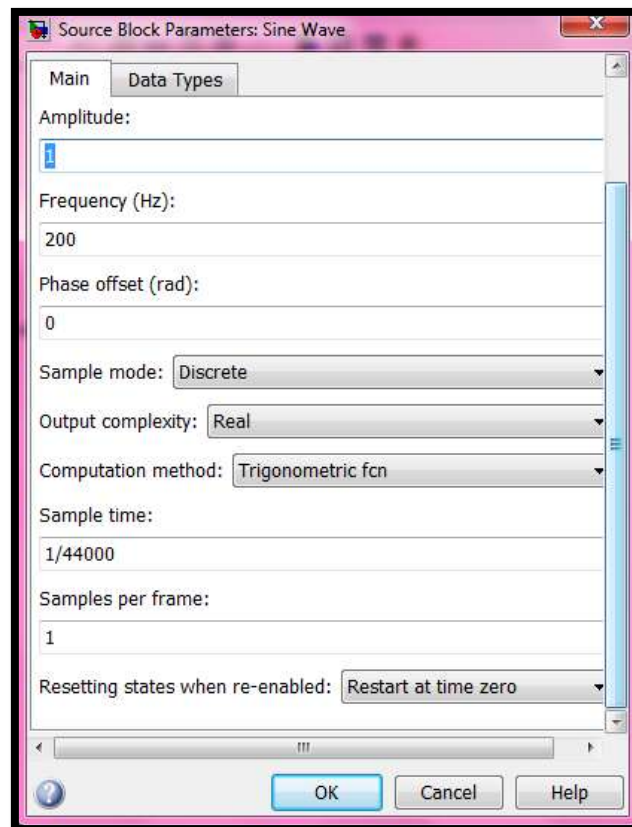 Source Block Parameters: Sine Wave
Main Data Types
Amplitude:
1
Frequency (Hz):
200
Phase offset (rad):
0
Sample mode: Discrete
Output complexity: Real
Computation method: Trigonometric fcn
Sample time:
1/44000
Samples per frame:
1
Resetting states when re-enabled: Restart at time zero
OK Cancel Help